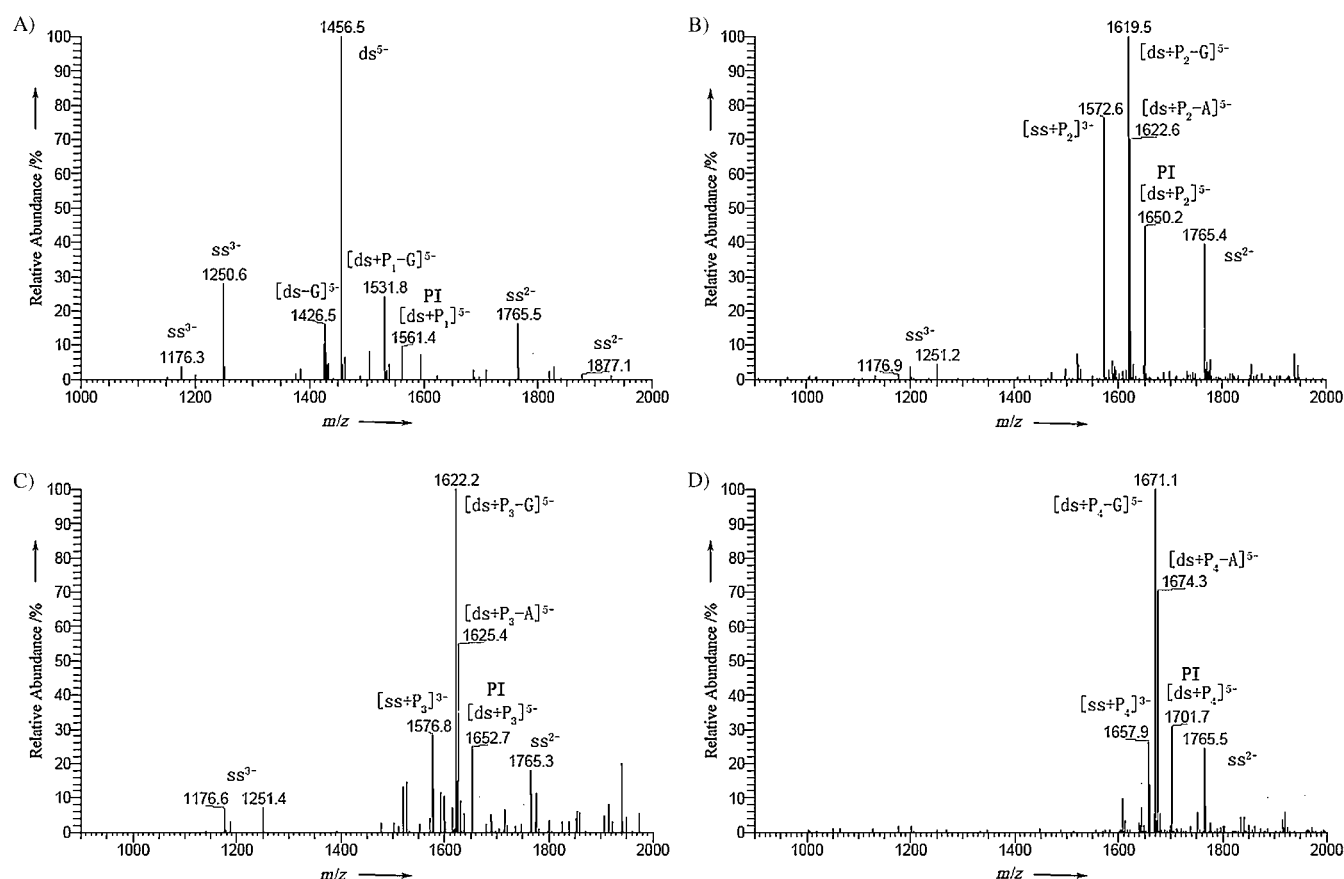 A)
1456.5
ds⁵⁻
ss³⁻
1250.6
[ds+P₁−G]⁵⁻
1531.8
[ds−G]⁵⁻
1426.5
PI
[ds+P₁]⁵⁻
1561.4
ss²⁻
1765.5
ss³⁻
1176.3
ss²⁻
1877.1
Relative Abundance /%
100
90
80
70
60
50
40
30
20
10
0
1000 1200 1400 1600 1800 2000
m/z
B)
1619.5
[ds÷P₂−G]⁵⁻
1572.6
[ss÷P₂]³⁻
[ds÷P₂−A]⁵⁻
1622.6
PI
[ds÷P₂]⁵⁻
1650.2
1765.4
ss²⁻
ss³⁻
1176.9 1251.2
Relative Abundance /%
100
90
80
70
60
50
40
30
20
10
0
1000 1200 1400 1600 1800 2000
m/z
C)
1622.2
[ds÷P₃−G]⁵⁻
[ds÷P₃−A]⁵⁻
1625.4
[ss÷P₃]³⁻
1576.8
PI
[ds÷P₃]⁵⁻
1652.7
ss²⁻
1765.3
ss³⁻
1176.6 1251.4
Relative Abundance /%
100
90
80
70
60
50
40
30
20
10
0
1000 1200 1400 1600 1800 2000
m/z
D)
1671.1
[ds÷P₄−G]⁵⁻
[ds÷P₄−A]⁵⁻
1674.3
PI
[ds÷P₄]⁵⁻
1701.7
[ss÷P₄]³⁻
1657.9
1765.5
ss²⁻
Relative Abundance /%
100
90
80
70
60
50
40
30
20
10
0
1000 1200 1400 1600 1800 2000
m/z